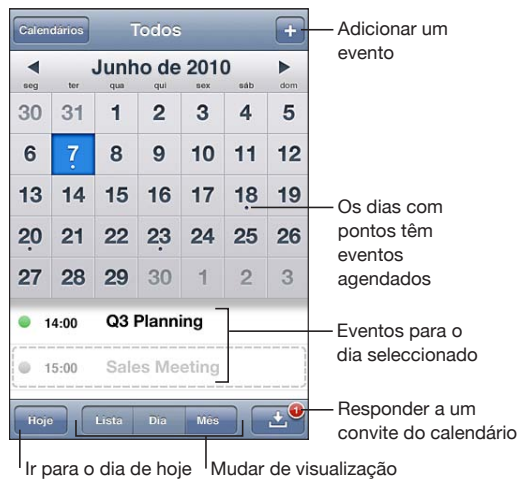 Calendários Todos +
Adicionar um
evento
Junho de 2010
seg ter qua qui sex sáb dom
30 31 1 2 3 4 5
6 7 8 9 10 11 12
13 14 15 16 17 18 19
20 21 22 23 24 25 26
27 28 29 30 1 2 3
Os dias com
pontos têm
eventos
agendados
14:00 Q3 Planning
15:00 Sales Meeting
Eventos para o
dia seleccionado
Hoje Lista Dia Mês 1
Responder a um
convite do calendário
Ir para o dia de hoje
Mudar de visualização